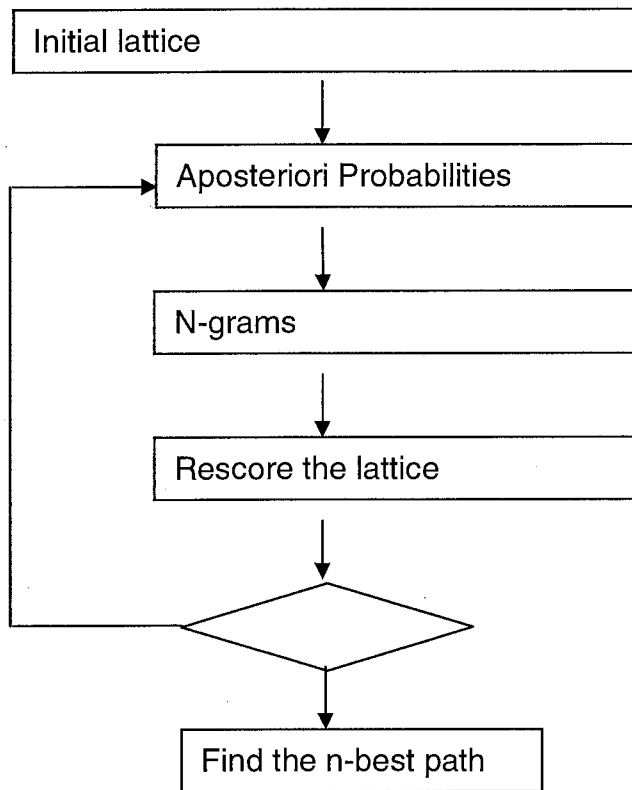 Initial lattice
Aposteriori Probabilities
N-grams
Rescore the lattice
Find the n-best path